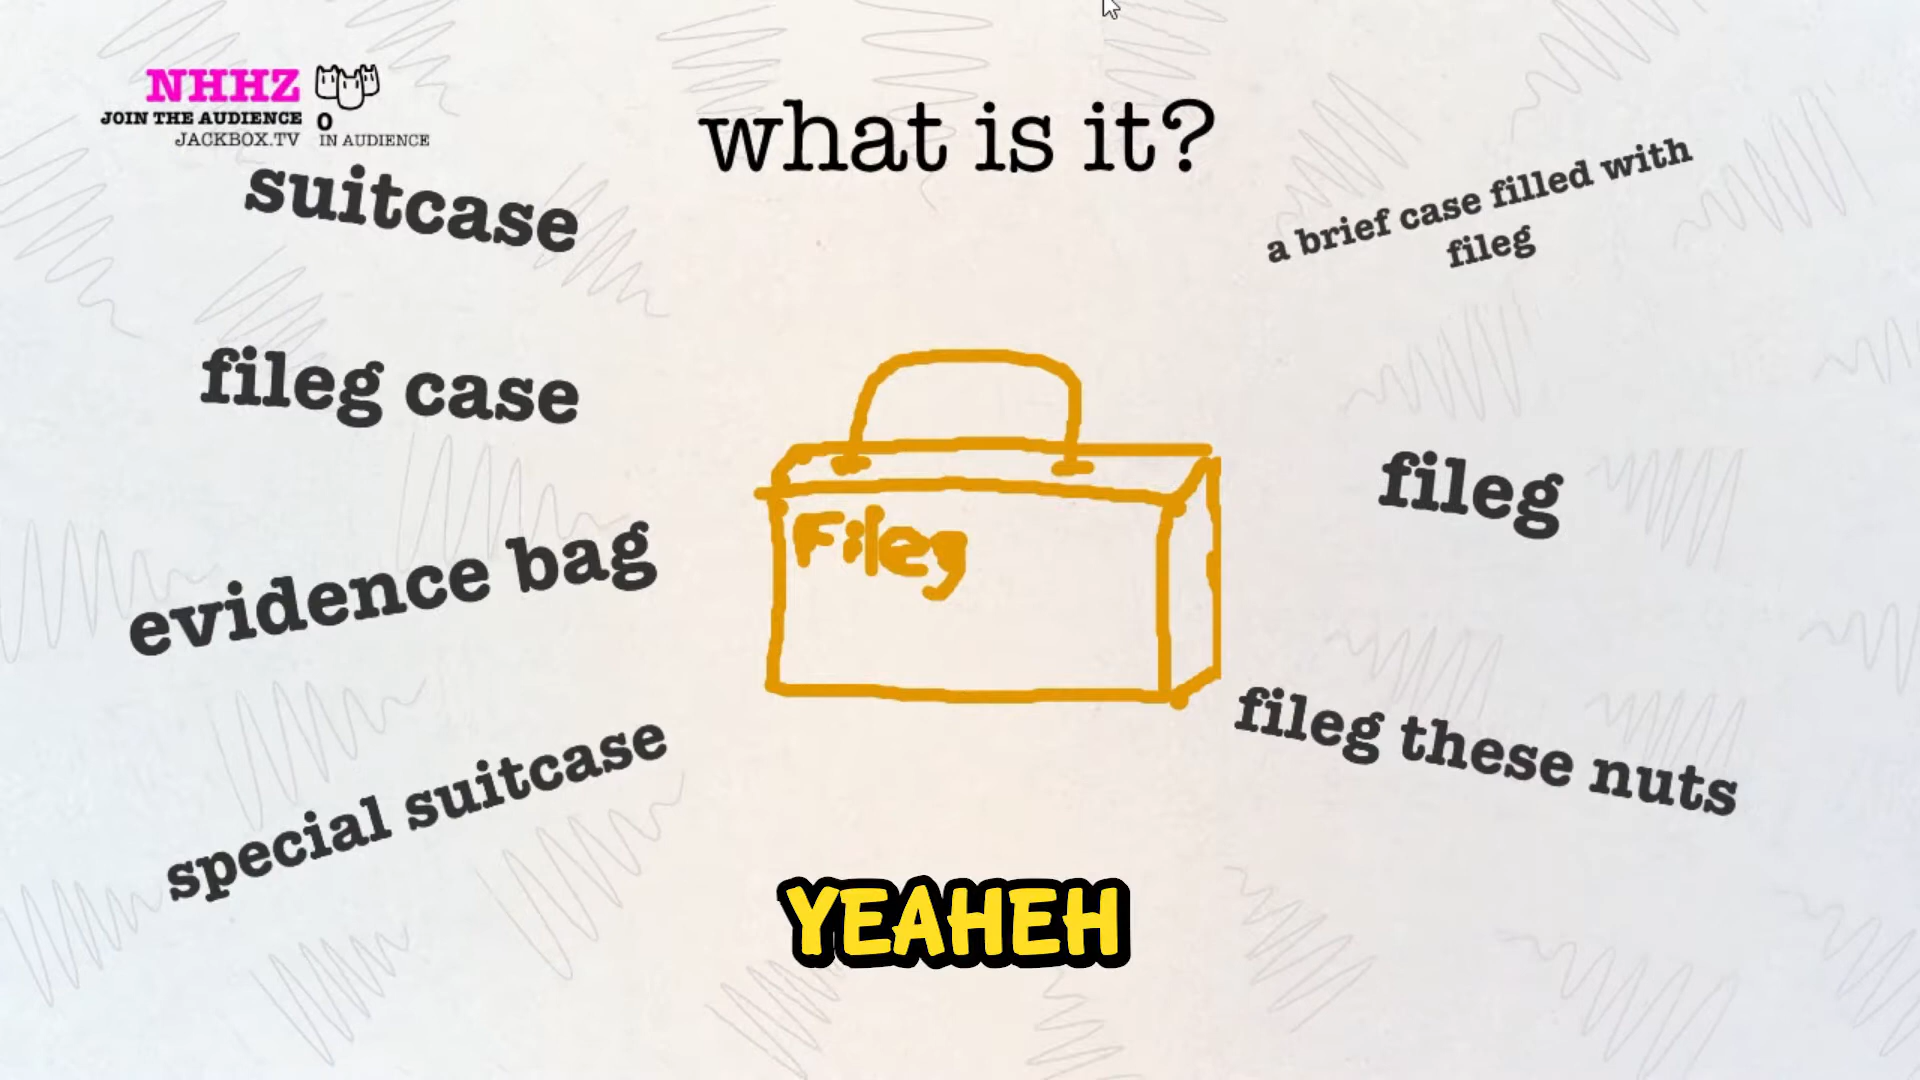 NHHZ
JOIN THE AUDIENCE
JACKBOX.TV
0
IN AUDIENCE
what is it?
suitcase
a brief case filled with
fileg
fileg case
fileg
Fileg
evidence bag
fileg these nuts
special suitcase
YEAHEH